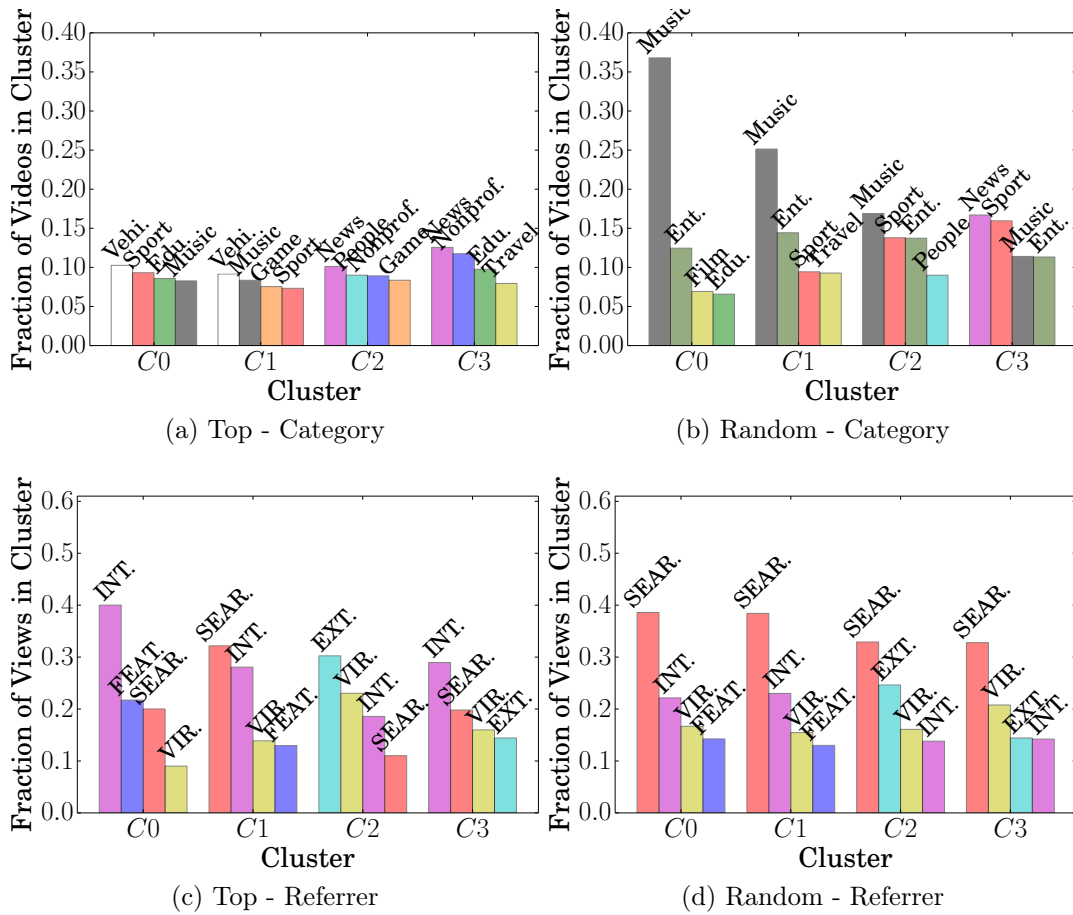 Fraction of Videos in Cluster
0.40
0.35
0.30
0.25
0.20
0.15
0.10
0.05
0.00
Vehi. Sport Edu. Music
Vehi. Music Game Sport
News People Nonprof. Game
News Nonprof. Edu. Travel
C0 C1 C2 C3
Cluster
(a) Top - Category
Fraction of Videos in Cluster
0.40
0.35
0.30
0.25
0.20
0.15
0.10
0.05
0.00
Music Ent. Film Edu.
Music Ent. Sport Travel
Music Sport Ent. People
News Sport Music Ent.
C0 C1 C2 C3
Cluster
(b) Random - Category
Fraction of Views in Cluster
0.6
0.5
0.4
0.3
0.2
0.1
0.0
INT. FEAT. SEAR. VIR.
SEAR. INT. VIR. FEAT.
EXT. VIR. INT. SEAR.
INT. SEAR. VIR. EXT.
C0 C1 C2 C3
Cluster
(c) Top - Referrer
Fraction of Views in Cluster
0.6
0.5
0.4
0.3
0.2
0.1
0.0
SEAR. INT. VIR. FEAT.
SEAR. INT. VIR. FEAT.
SEAR. EXT. VIR. INT.
SEAR. VIR. EXT. INT.
C0 C1 C2 C3
Cluster
(d) Random - Referrer